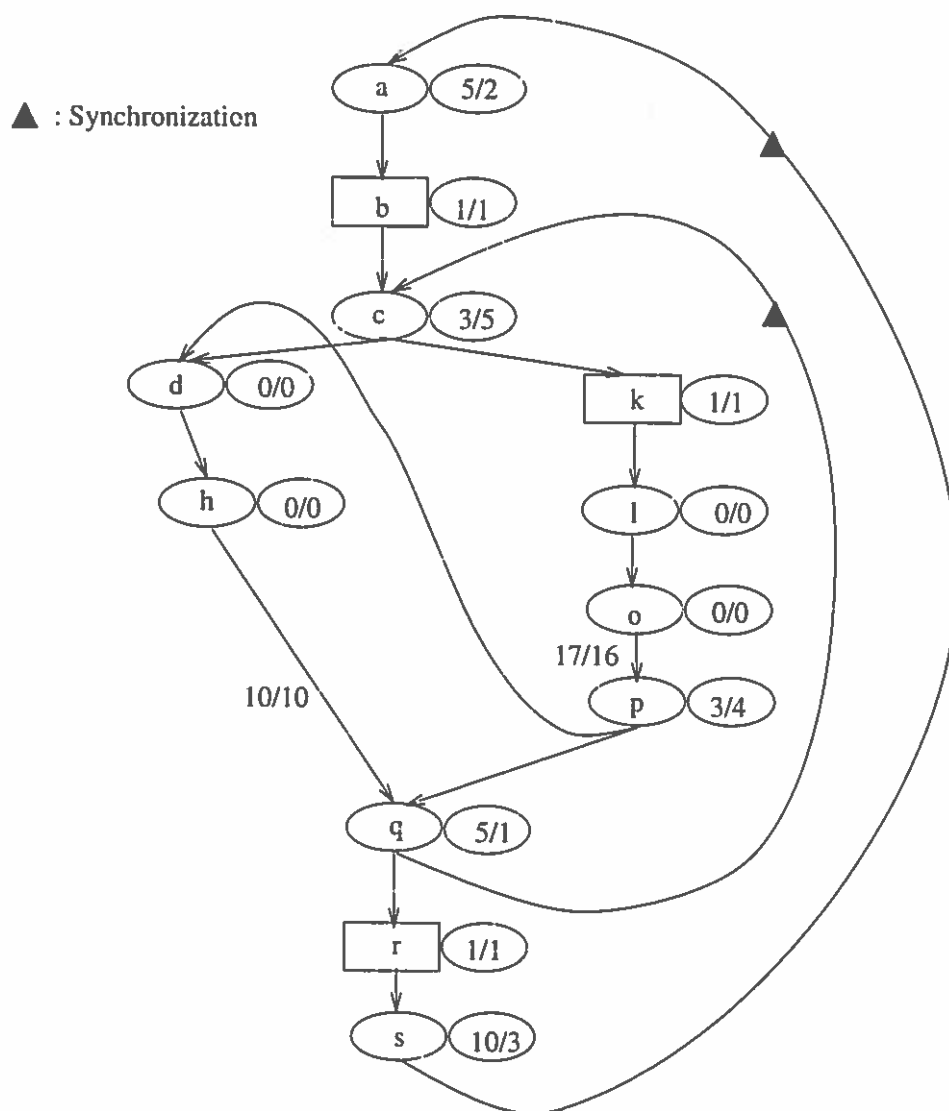 a 5/2
▲ : Synchronization
b 1/1
c 3/5
d 0/0
k 1/1
h 0/0
l 0/0
o 0/0
17/16
p 3/4
10/10
q 5/1
r 1/1
s 10/3